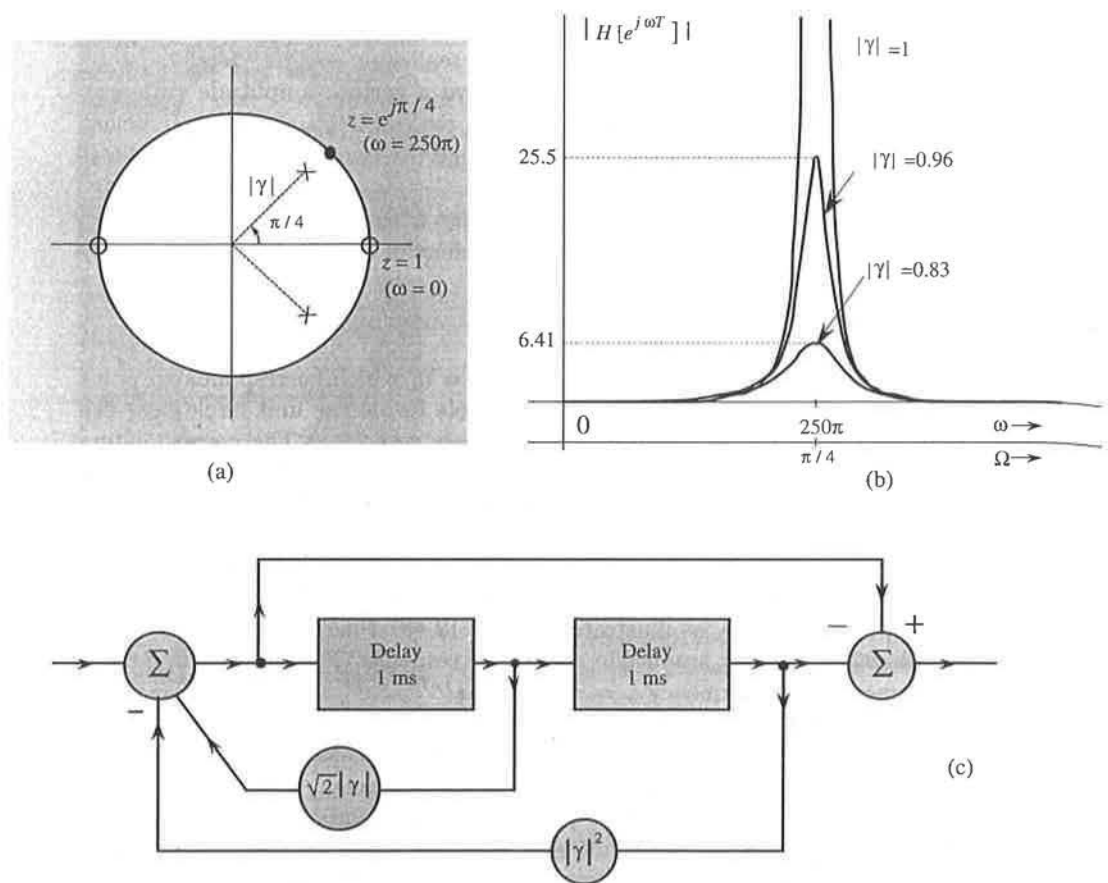 z = e^{jπ / 4}
(ω = 250π)
|γ|
π / 4
z = 1
(ω = 0)
(a)
| H [e^{j ωT}] |
|γ| =1
25.5
|γ| =0.96
|γ| =0.83
6.41
0
250π
ω→
π / 4
Ω→
(b)
Σ
Delay
1 ms
Delay
1 ms
− +
Σ
−
√2 |γ|
(c)
|γ|²